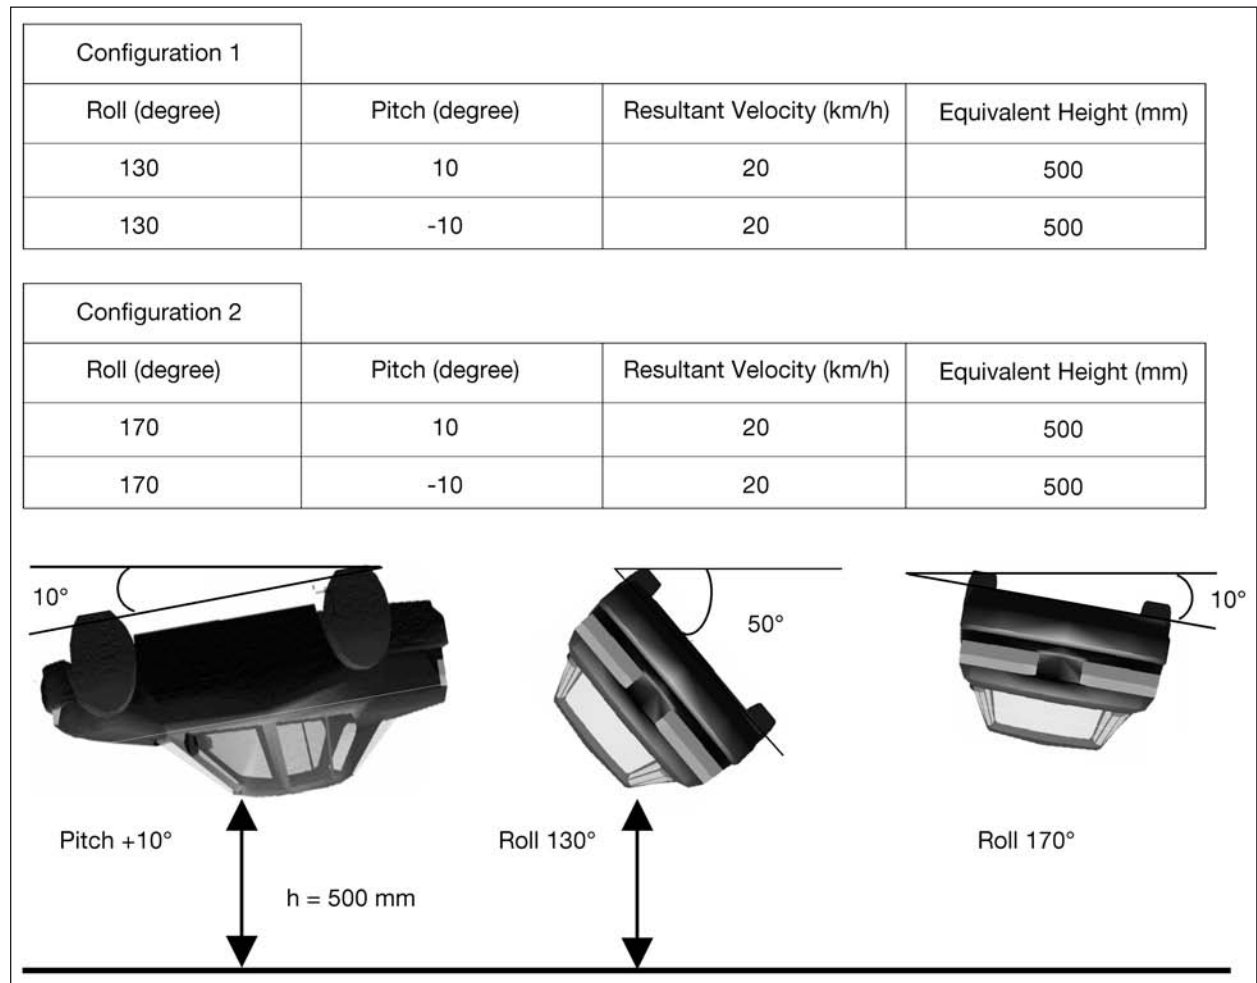 Configuration 1
Roll (degree) Pitch (degree) Resultant Velocity (km/h) Equivalent Height (mm)
130 10 20 500
130 -10 20 500
Configuration 2
Roll (degree) Pitch (degree) Resultant Velocity (km/h) Equivalent Height (mm)
170 10 20 500
170 -10 20 500
10° 50° 10°
Pitch +10° Roll 130° Roll 170°
h = 500 mm